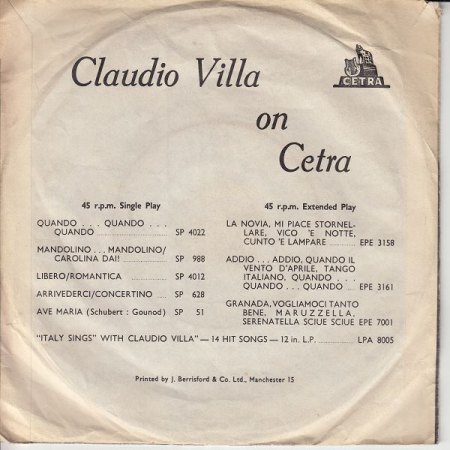 Claudio Villa
on
Cetra
CETRA
45 r.p.m. Single Play
QUANDO . . . QUANDO . . .
QUANDO ............ SP 4022
MANDOLINO . . . MANDOLINO/
CAROLINA DAI! ............ SP 988
LIBERO/ROMANTICA ............ SP 4012
ARRIVEDERCI/CONCERTINO .... SP 628
AVE MARIA (Schubert : Gounod) SP 51
45 r.p.m. Extended Play
LA NOVIA, MI PIACE STORNEL-
LARE, VICO 'E NOTTE,
CUNTO 'E LAMPARE ............ EPE 3158
ADDIO . . . ADDIO, QUANDO IL
VENTO D'APRILE, TANGO
ITALIANO, QUANDO . . .
QUANDO . . . QUANDO .... EPE 3161
GRANADA, VOGLIAMOCI TANTO
BENE, MARUZZELLA,
SERENATELLA SCIUE SCIUE EPE 7001
"ITALY SINGS" WITH CLAUDIO VILLA" — 14 HIT SONGS — 12 in. L.P. ............ LPA 8005
Printed by J. Berrisford & Co. Ltd., Manchester 15